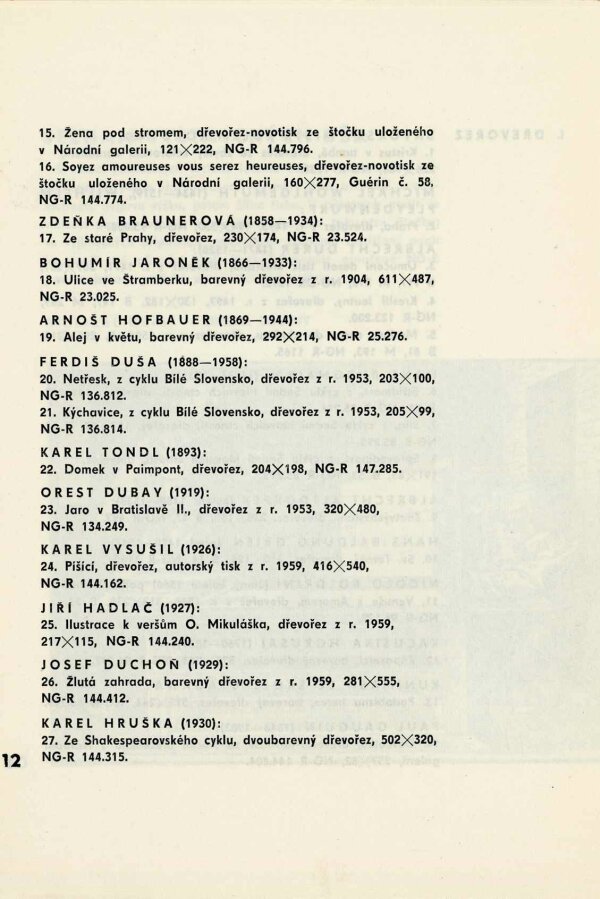 15. Žena pod stromem, dřevořez-novotisk ze štočku uloženého
v Národní galerii, 121×222, NG-R 144.796.
16. Soyez amoureuses vous serez heureuses, dřevořez-novotisk ze
štočku uloženého v Národní galerii, 160×277, Guérin č. 58,
NG-R 144.774.
ZDEŇKA BRAUNEROVÁ (1858—1934):
17. Ze staré Prahy, dřevořez, 230×174, NG-R 23.524.
BOHUMÍR JARONĚK (1866—1933):
18. Ulice ve Štramberku, barevný dřevořez z r. 1904, 611×487,
NG-R 23.025.
ARNOŠT HOFBAUER (1869—1944):
19. Alej v květu, barevný dřevořez, 292×214, NG-R 25.276.
FERDIŠ DUŠA (1888—1958):
20. Netřesk, z cyklu Bílé Slovensko, dřevořez z r. 1953, 203×100,
NG-R 136.812.
21. Kýchavice, z cyklu Bílé Slovensko, dřevořez z r. 1953, 205×99,
NG-R 136.814.
KAREL TONDL (1893):
22. Domek v Paimpont, dřevořez, 204×198, NG-R 147.285.
OREST DUBAY (1919):
23. Jaro v Bratislavě II., dřevořez z r. 1953, 320×480,
NG-R 134.249.
KAREL VYSUŠIL (1926):
24. Píšící, dřevořez, autorský tisk z r. 1959, 416×540,
NG-R 144.162.
JIŘÍ HADLAČ (1927):
25. Ilustrace k veršům O. Mikuláška, dřevořez z r. 1959,
217×115, NG-R 144.240.
JOSEF DUCHOŇ (1929):
26. Žlutá zahrada, barevný dřevořez z r. 1959, 281×555,
NG-R 144.412.
KAREL HRUŠKA (1930):
27. Ze Shakespearovského cyklu, dvoubarevný dřevořez, 502×320,
NG-R 144.315.
12